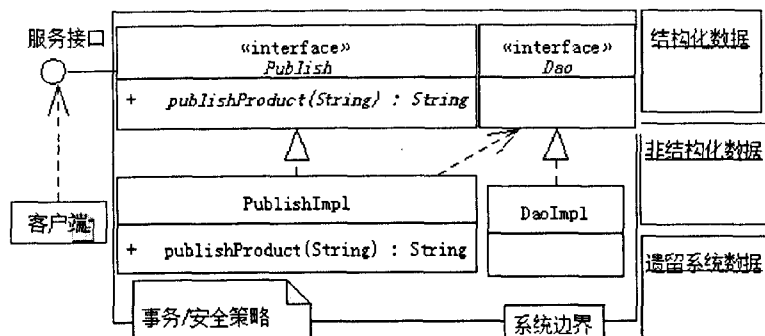 服务接口
«interface»
Publish
+ publishProduct(String) : String
«interface»
Dao
结构化数据
非结构化数据
客户端
PublishImpl
+ publishProduct(String) : String
DaoImpl
遗留系统数据
事务/安全策略
系统边界